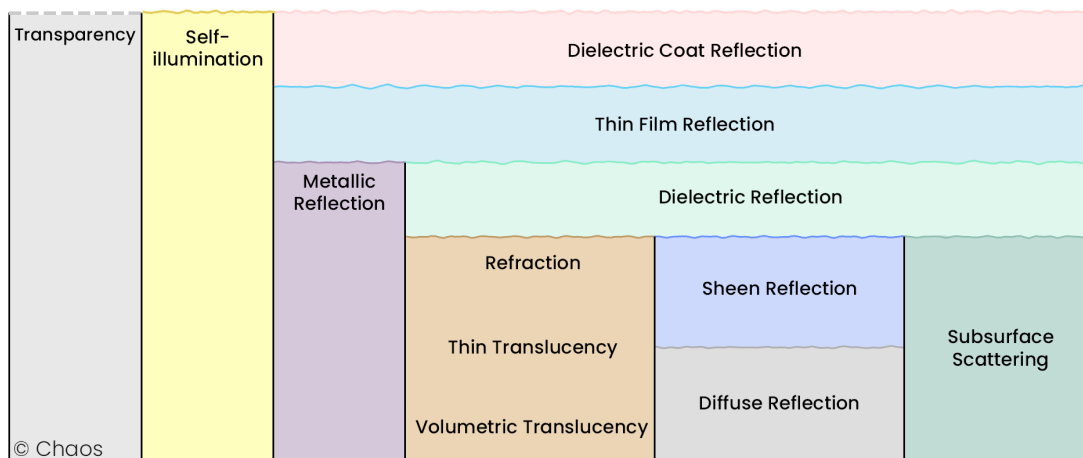 Transparency
Self-
illumination
Dielectric Coat Reflection
Thin Film Reflection
Metallic
Reflection
Dielectric Reflection
Refraction
Thin Translucency
Volumetric Translucency
Sheen Reflection
Diffuse Reflection
Subsurface
Scattering
© Chaos